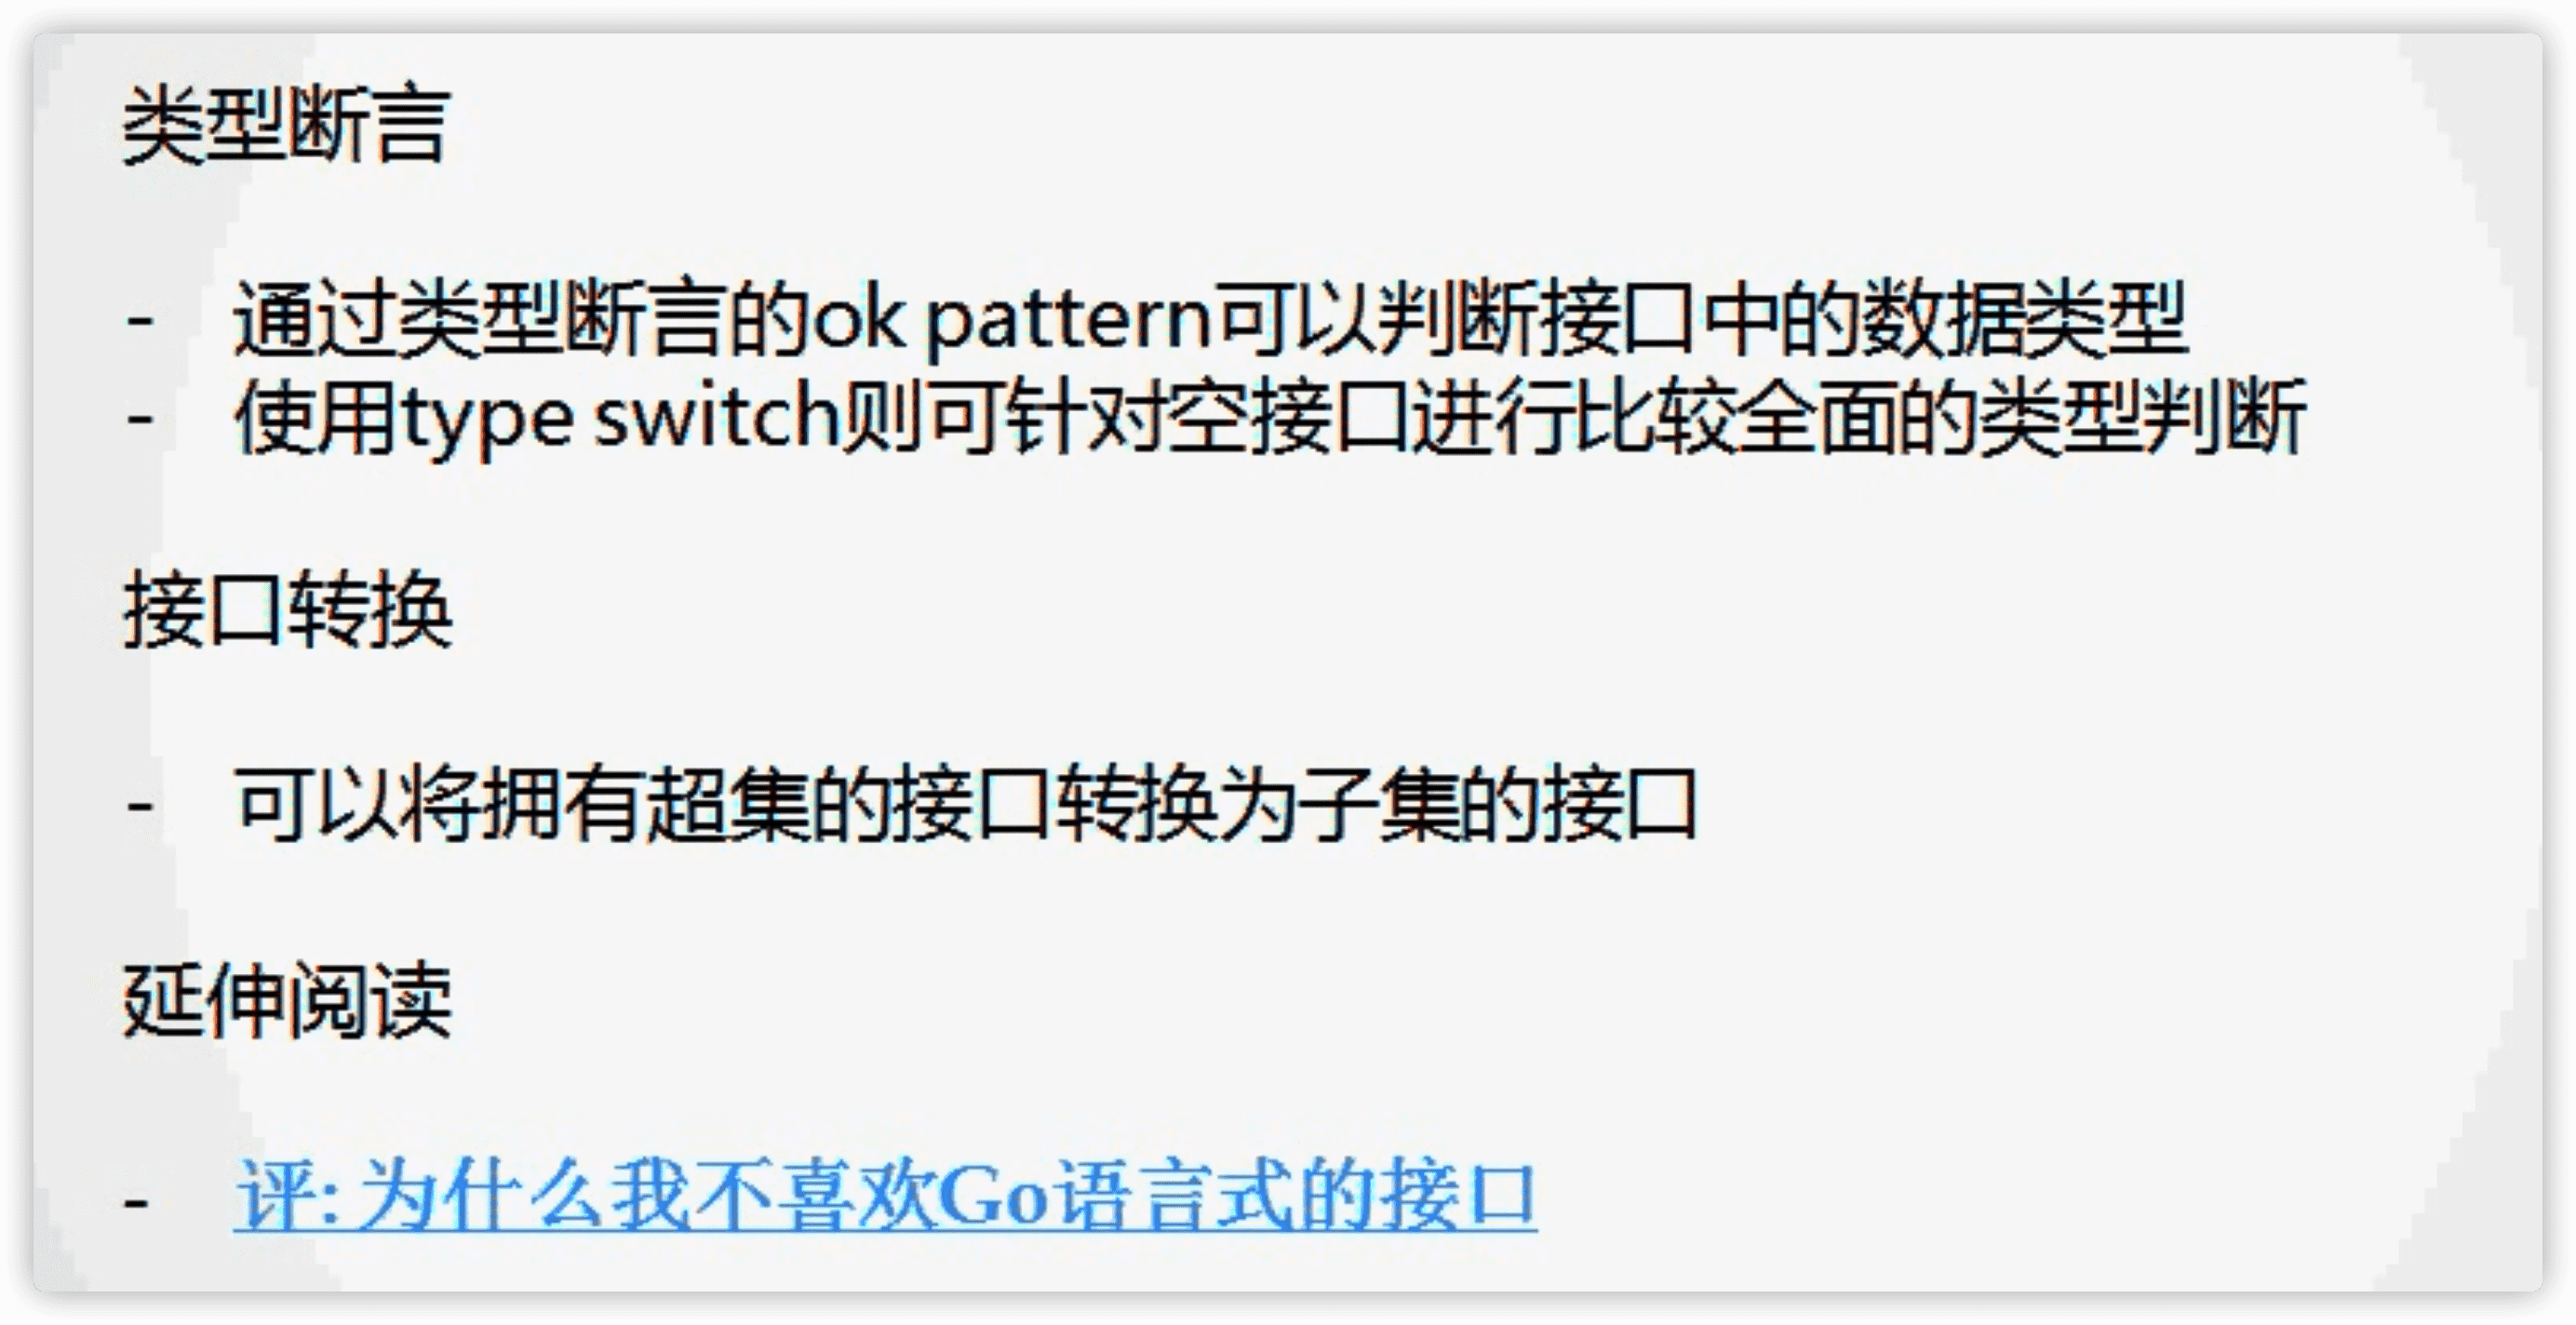 类型断言
- 通过类型断言的ok pattern可以判断接口中的数据类型
- 使用type switch则可针对空接口进行比较全面的类型判断
接口转换
- 可以将拥有超集的接口转换为子集的接口
延伸阅读
- 评: 为什么我不喜欢Go语言式的接口